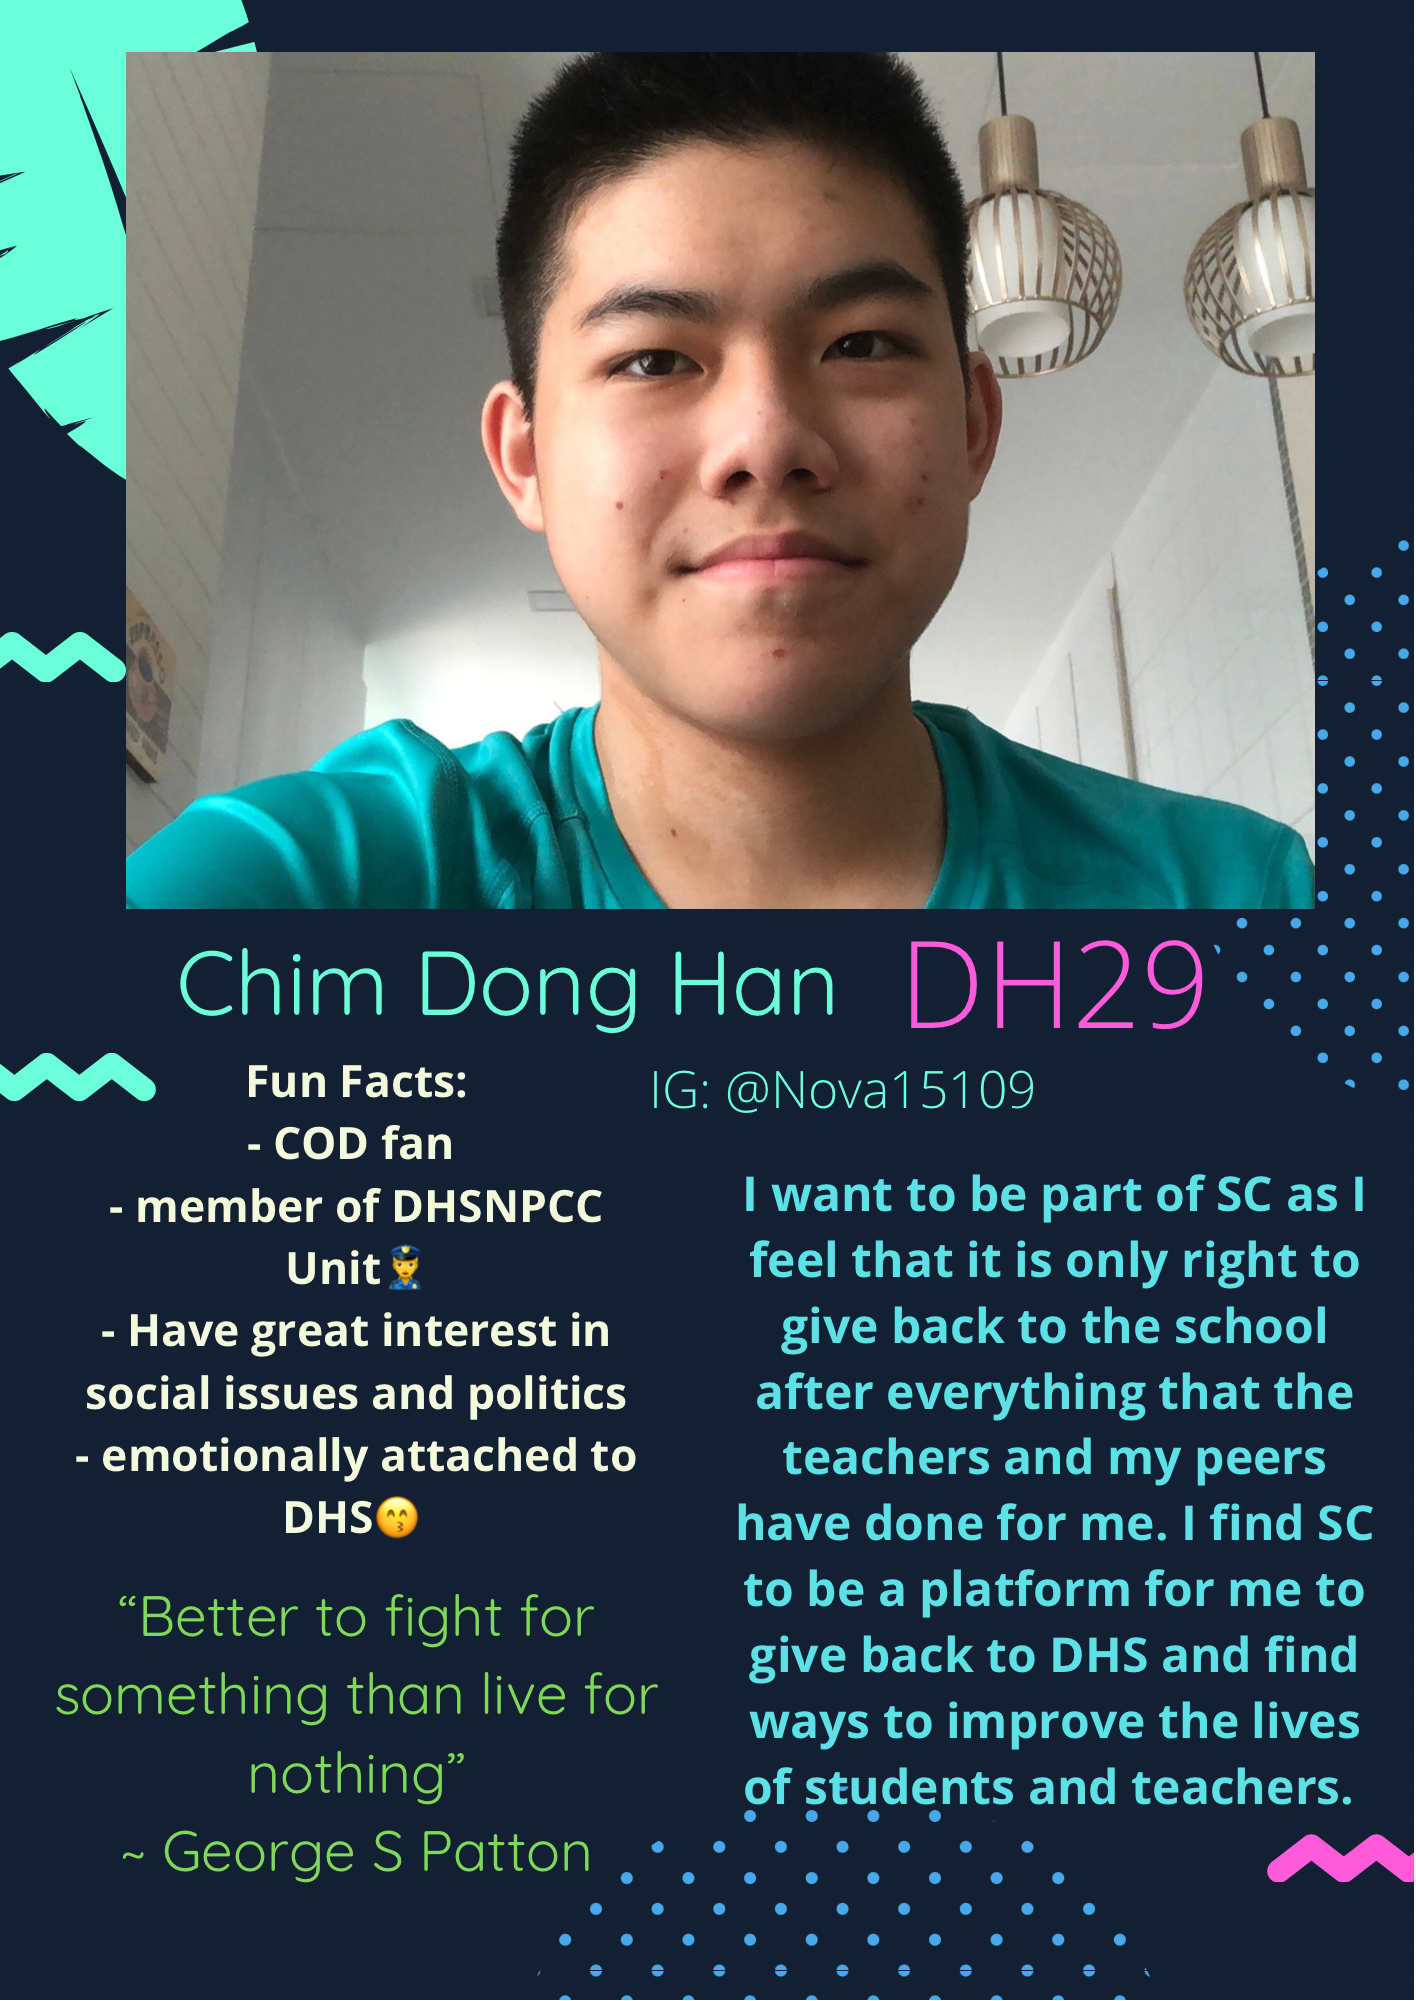 Chim Dong Han DH29
IG: @Nova15109
Fun Facts:
- COD fan
- member of DHSNPCC
Unit👮
- Have great interest in
social issues and politics
- emotionally attached to
DHS😙
“Better to fight for
something than live for
nothing”
~ George S Patton
I want to be part of SC as I
feel that it is only right to
give back to the school
after everything that the
teachers and my peers
have done for me. I find SC
to be a platform for me to
give back to DHS and find
ways to improve the lives
of students and teachers.